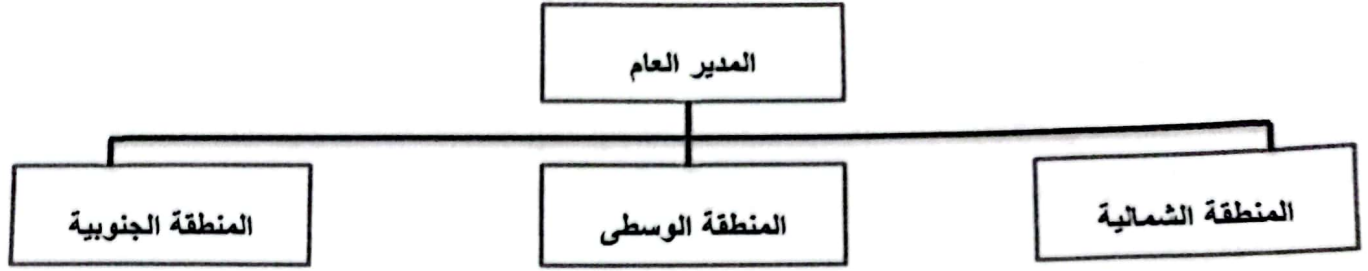 المدير العام
المنطقة الشمالية
المنطقة الوسطى
المنطقة الجنوبية